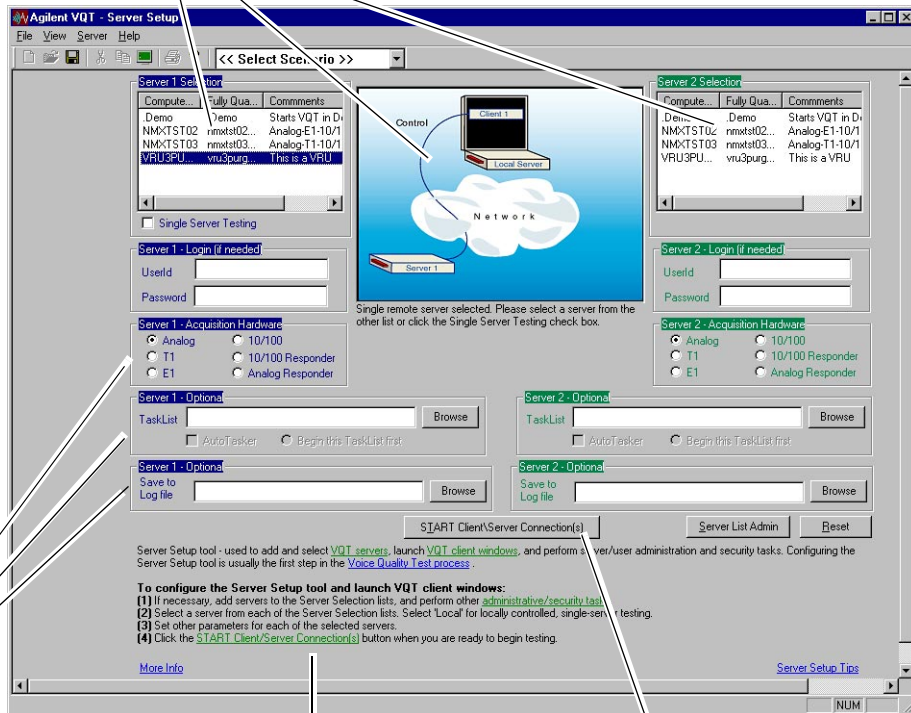 Agilent VQT - Server Setup
File View Server Help
<< Select Scenario >>
Server 1 Selection
Compute... Fully Qua... Commments
.Demo .Demo Starts VQT in D
NMXTST02 nmxtst02... Analog-E1-10/1
NMXTST03 nmxtst03... Analog-T1-10/1
VRU3PU... vru3purg... This is a VRU
Single Server Testing
Control
Client 1
Local Server
Network
Server 1
Single remote server selected. Please select a server from the
other list or click the Single Server Testing check box.
Server 2 Selection
Compute... Fully Qua... Commments
.Demo .Demo Starts VQT in D
NMXTST02 nmxtst02... Analog-E1-10/1
NMXTST03 nmxtst03... Analog-T1-10/1
VRU3PU... vru3purg... This is a VRU
Server 1 - Login (if needed)
UserId
Password
Server 2 - Login (if needed)
UserId
Password
Server 1 - Acquisition Hardware
Analog 10/100
T1 10/100 Responder
E1 Analog Responder
Server 2 - Acquisition Hardware
Analog 10/100
T1 10/100 Responder
E1 Analog Responder
Server 1 - Optional
TaskList Browse
AutoTasker Begin this TaskList first
Server 2 - Optional
TaskList Browse
AutoTasker Begin this TaskList first
Server 1 - Optional
Save to
Log file Browse
Server 2 - Optional
Save to
Log file Browse
START Client\Server Connection(s) Server List Admin Reset
Server Setup tool - used to add and select VQT servers, launch VQT client windows, and perform server/user administration and security tasks. Configuring the
Server Setup tool is usually the first step in the Voice Quality Test process .
To configure the Server Setup tool and launch VQT client windows:
(1) If necessary, add servers to the Server Selection lists, and perform other administrative/security tasks
(2) Select a server from each of the Server Selection lists. Select 'Local' for locally controlled, single-server testing.
(3) Set other parameters for each of the selected servers.
(4) Click the START Client/Server Connection(s) button when you are ready to begin testing.
More Info Server Setup Tips
NUM